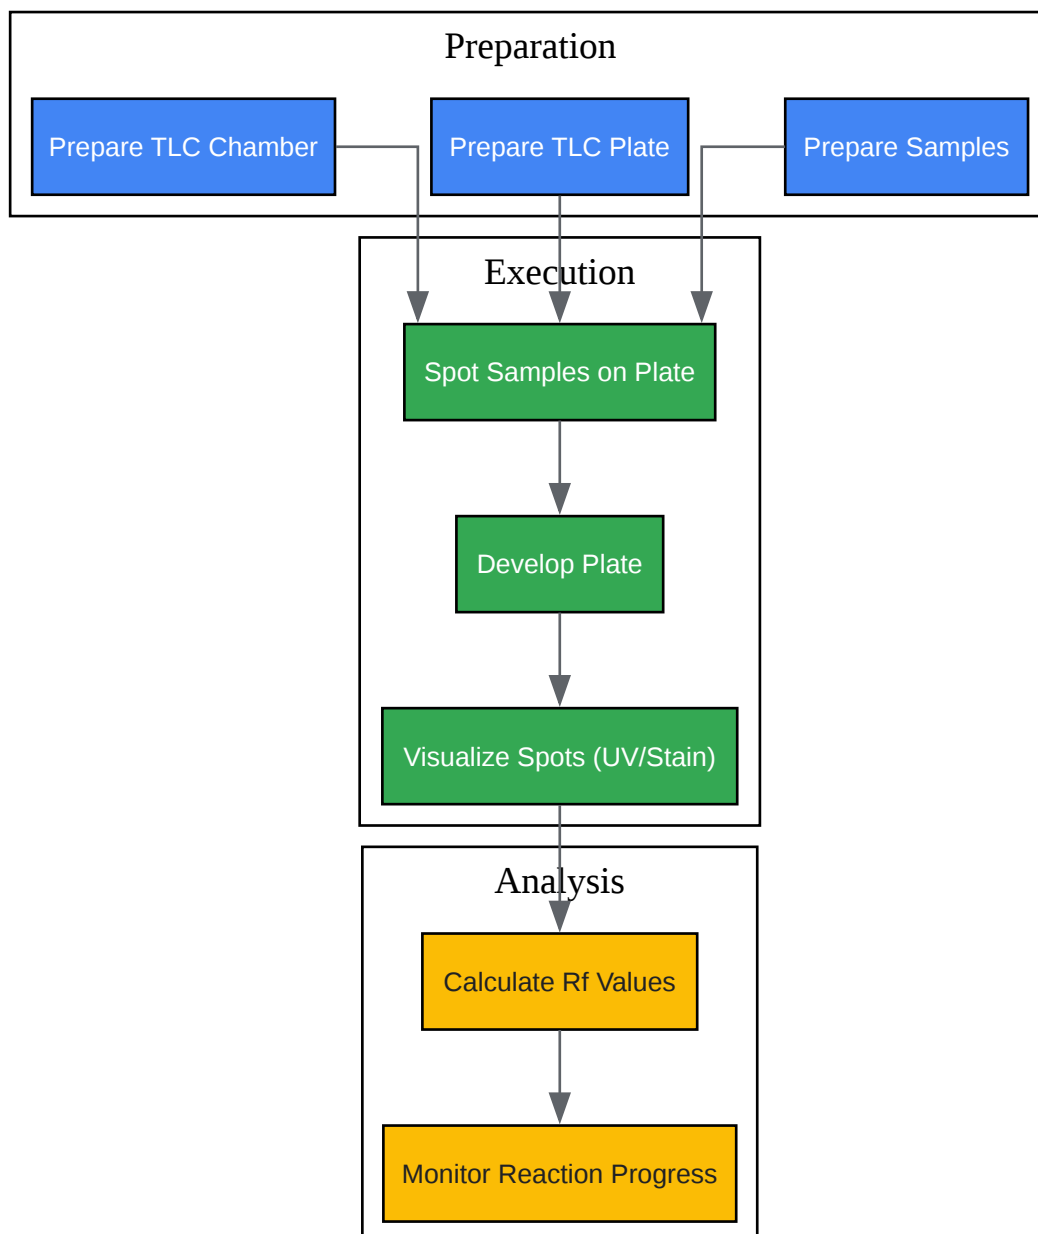 Preparation
Prepare TLC Chamber
Prepare TLC Plate
Prepare Samples
Execution
Spot Samples on Plate
Develop Plate
Visualize Spots (UV/Stain)
Analysis
Calculate Rf Values
Monitor Reaction Progress